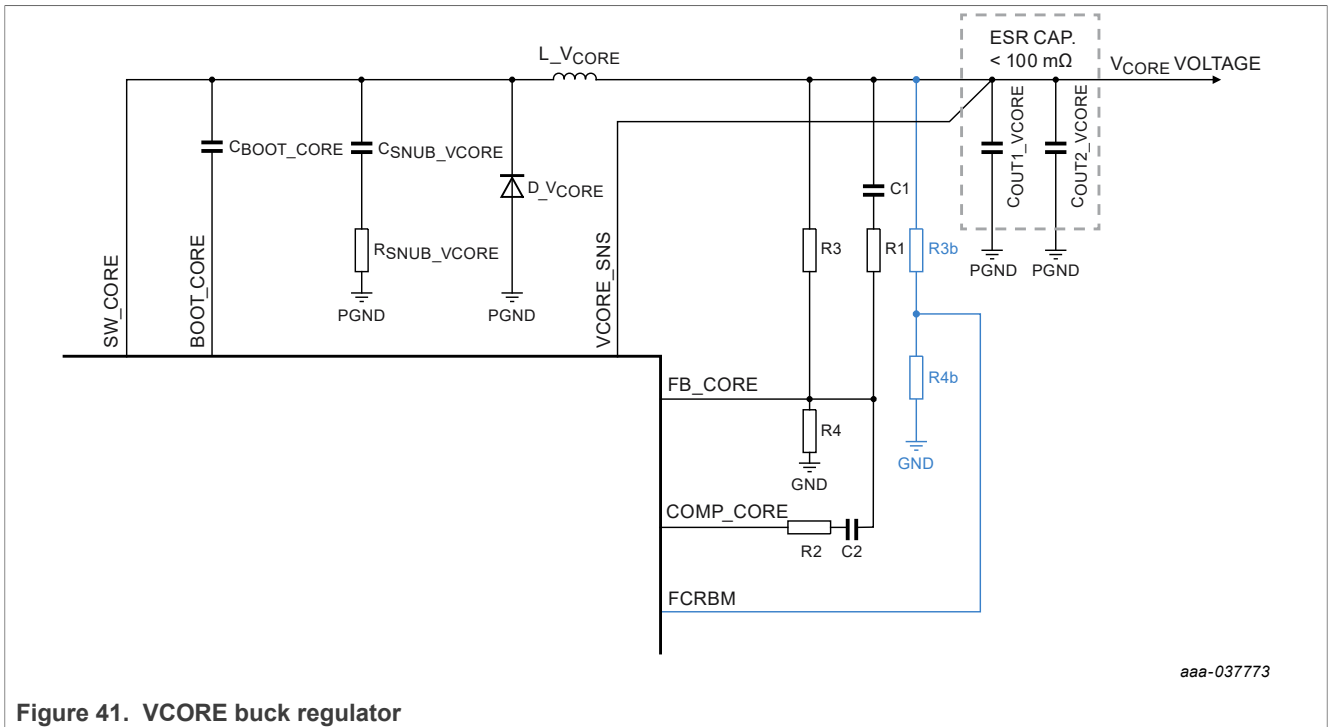 ESR CAP.
< 100 mΩ
L_VCORE
VCORE VOLTAGE
CBOOT_CORE
CSNUB_VCORE
D_VCORE
RSNUB_VCORE
PGND
PGND
SW_CORE
BOOT_CORE
VCORE_SNS
C1
R3
R1
R3b
R4b
GND
COUT1_VCORE
COUT2_VCORE
PGND
PGND
FB_CORE
R4
GND
COMP_CORE
R2
C2
FCRBM
aaa-037773
Figure 41. VCORE buck regulator